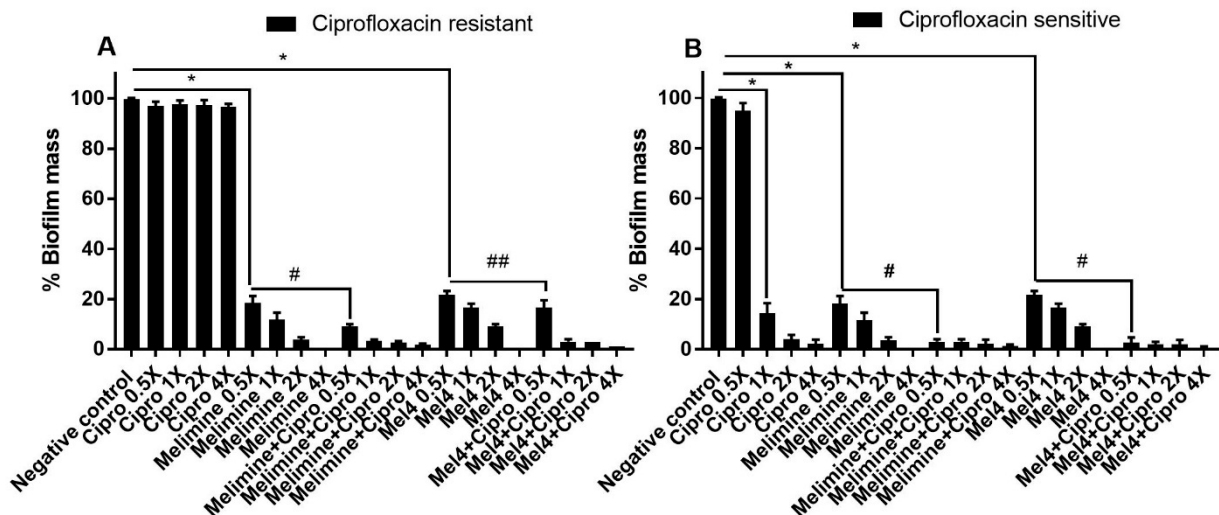 Ciprofloxacin resistant
A
% Biofilm mass
100
80
60
40
20
0
*
*
#
##
Negative control
Cipro 0.5X
Cipro 1X
Cipro 2X
Cipro 4X
Melimine 0.5X
Melimine 1X
Melimine 2X
Melimine 4X
Melimine+Cipro 0.5X
Melimine+Cipro 1X
Melimine+Cipro 2X
Melimine+Cipro 4X
Mel4 0.5X
Mel4 1X
Mel4 2X
Mel4 4X
Mel4+Cipro 0.5X
Mel4+Cipro 1X
Mel4+Cipro 2X
Mel4+Cipro 4X
Ciprofloxacin sensitive
B
% Biofilm mass
100
80
60
40
20
0
*
*
*
#
#
Negative control
Cipro 0.5X
Cipro 1X
Cipro 2X
Cipro 4X
Melimine 0.5X
Melimine 1X
Melimine 2X
Melimine 4X
Melimine+Cipro 0.5X
Melimine+Cipro 1X
Melimine+Cipro 2X
Melimine+Cipro 4X
Mel4 0.5X
Mel4 1X
Mel4 2X
Mel4 4X
Mel4+Cipro 0.5X
Mel4+Cipro 1X
Mel4+Cipro 2X
Mel4+Cipro 4X